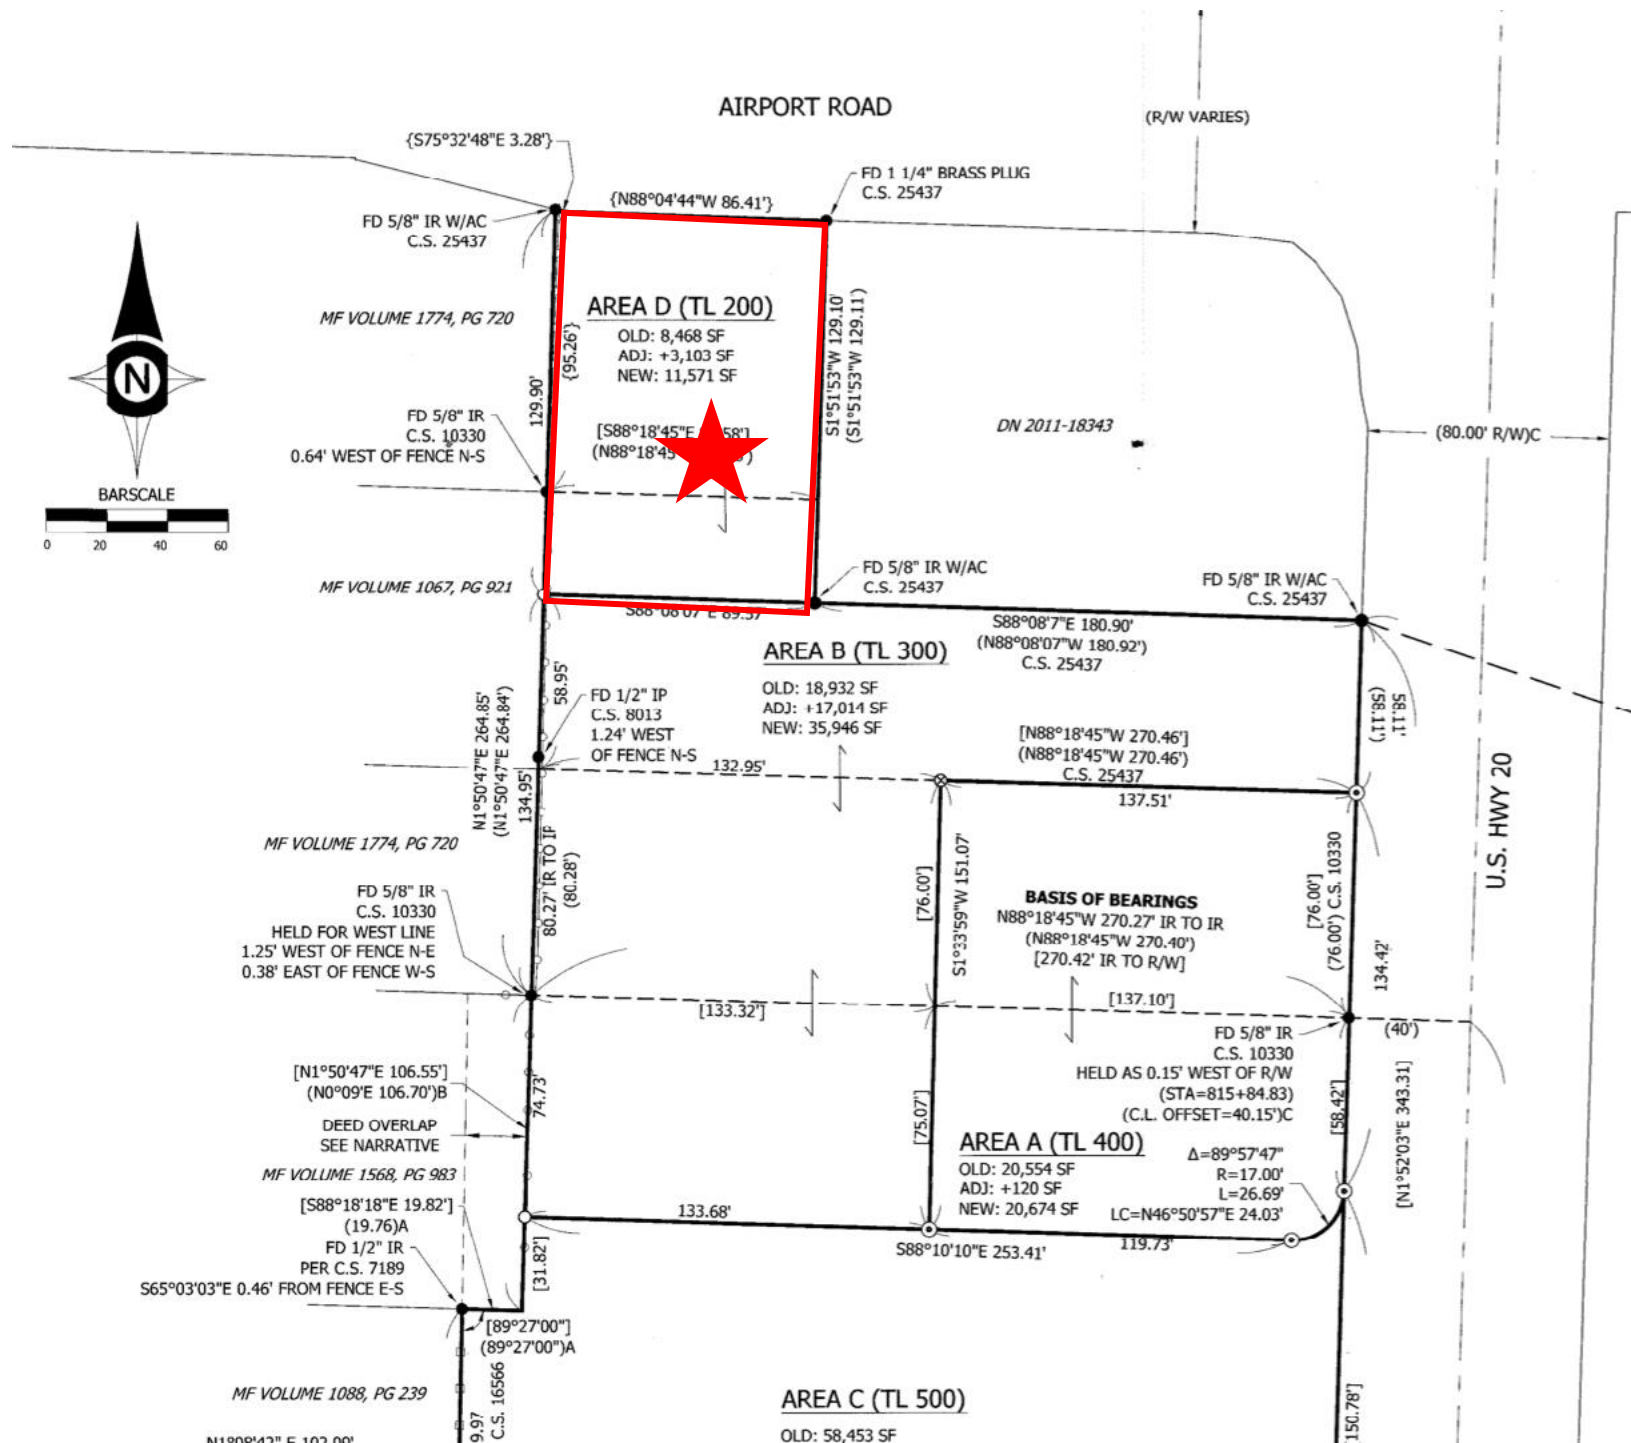 AIRPORT ROAD
(R/W VARIES)
{S75°32'48"E 3.28'}
FD 1 1/4" BRASS PLUG
C.S. 25437
{N88°04'44"W 86.41'}
FD 5/8" IR W/AC
C.S. 25437
AREA D (TL 200)
OLD: 8,468 SF
ADJ: +3,103 SF
NEW: 11,571 SF
MF VOLUME 1774, PG 720
{95.26'}
129.90'
S1°51'53"W 129.10'
(S1°51'53"W 129.11')
N
FD 5/8" IR
C.S. 10330
0.64' WEST OF FENCE N-S
[S88°18'45"E 58']
(N88°18'45" ')
DN 2011-18343
(80.00' R/W)C
BARSCALE
0 20 40 60
MF VOLUME 1067, PG 921
FD 5/8" IR W/AC
C.S. 25437
FD 5/8" IR W/AC
C.S. 25437
S88°08'07"E 89.57'
S88°08'7"E 180.90'
(N88°08'07"W 180.92')
C.S. 25437
AREA B (TL 300)
OLD: 18,932 SF
ADJ: +17,014 SF
NEW: 35,946 SF
58.95'
FD 1/2" IP
C.S. 8013
1.24' WEST
OF FENCE N-S
N1°50'47"E 264.85'
(N1°50'47"E 264.84')
134.95'
58.11'
(58.11')
[N88°18'45"W 270.46']
(N88°18'45"W 270.46')
C.S. 25437
132.95'
137.51'
U.S. HWY 20
MF VOLUME 1774, PG 720
80.27' IR TO IP
(80.28')
[76.00']
S1°33'59"W 151.07'
BASIS OF BEARINGS
N88°18'45"W 270.27' IR TO IR
(N88°18'45"W 270.40')
[270.42' IR TO R/W]
[76.00']
(76.00') C.S. 10330
134.42'
FD 5/8" IR
C.S. 10330
HELD FOR WEST LINE
1.25' WEST OF FENCE N-E
0.38' EAST OF FENCE W-S
[133.32']
[137.10']
FD 5/8" IR
C.S. 10330
HELD AS 0.15' WEST OF R/W
(STA=815+84.83)
(C.L. OFFSET=40.15')C
(40')
[N1°50'47"E 106.55']
(N0°09'E 106.70')B
74.73'
[75.07']
[58.42']
[N1°52'03"E 343.31]
DEED OVERLAP
SEE NARRATIVE
MF VOLUME 1568, PG 983
AREA A (TL 400)
OLD: 20,554 SF
ADJ: +120 SF
NEW: 20,674 SF
Δ=89°57'47"
R=17.00'
L=26.69'
LC=N46°50'57"E 24.03'
[S88°18'18"E 19.82']
(19.76)A
133.68'
S88°10'10"E 253.41'
119.73'
FD 1/2" IR
PER C.S. 7189
S65°03'03"E 0.46' FROM FENCE E-S
[31.82']
[89°27'00"]
(89°27'00")A
MF VOLUME 1088, PG 239
9.97
C.S. 16566
AREA C (TL 500)
OLD: 58,453 SF
150.78']